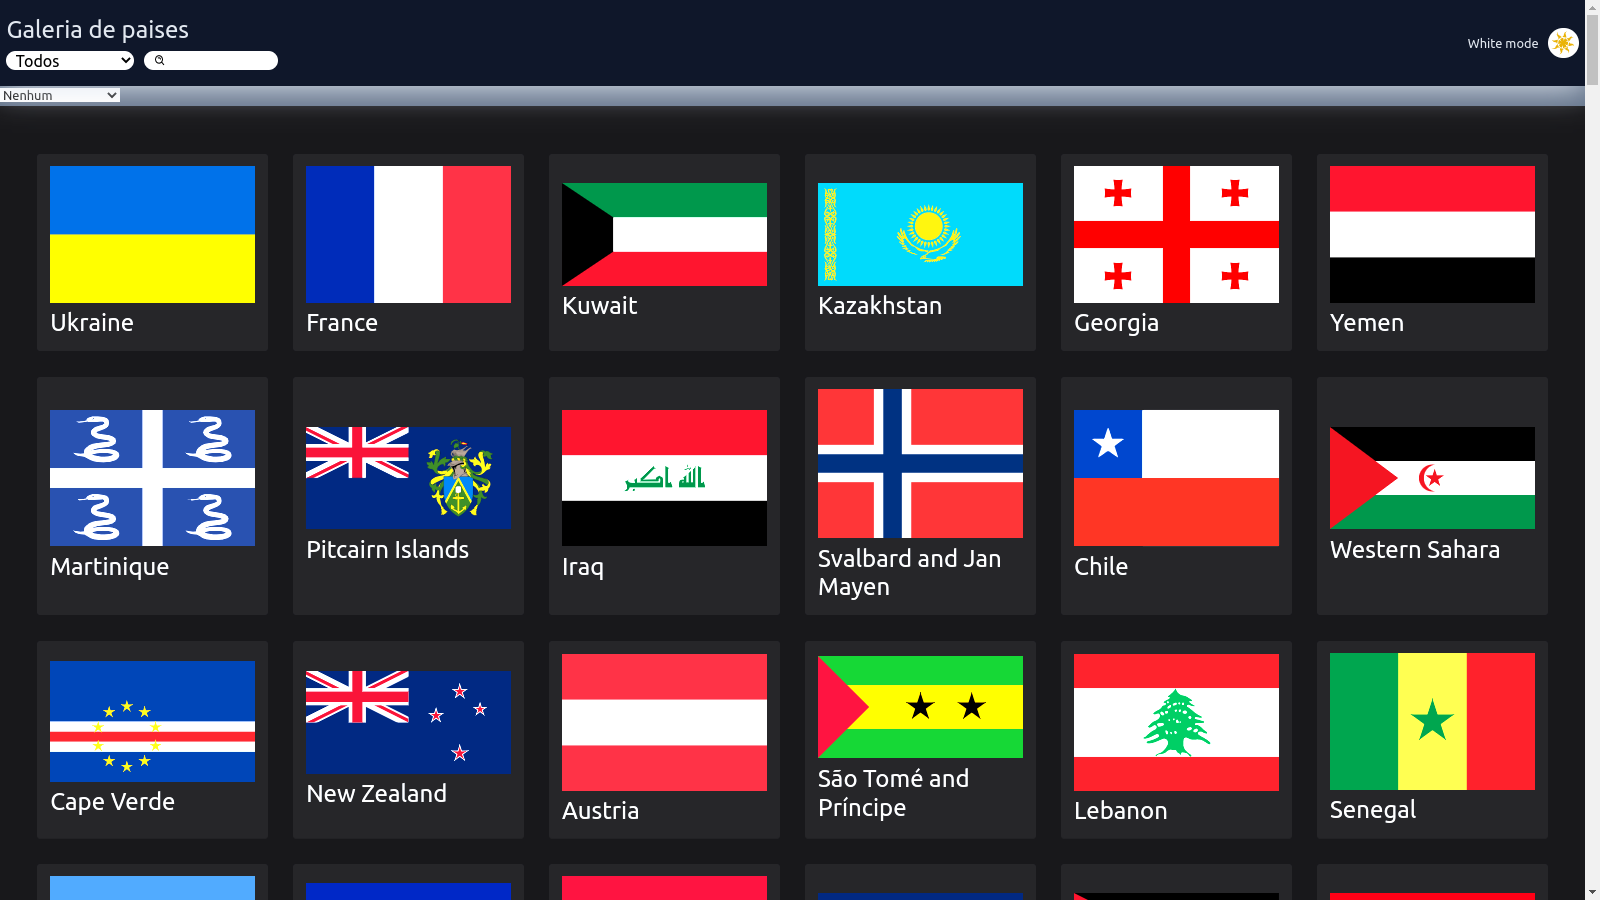 Galeria de paises
Todos
White mode
Nenhum
Ukraine
France
Kuwait
Kazakhstan
Georgia
Yemen
Martinique
Pitcairn Islands
الله اكبر
Iraq
Svalbard and Jan
Mayen
Chile
Western Sahara
Cape Verde
New Zealand
Austria
São Tomé and
Príncipe
Lebanon
Senegal